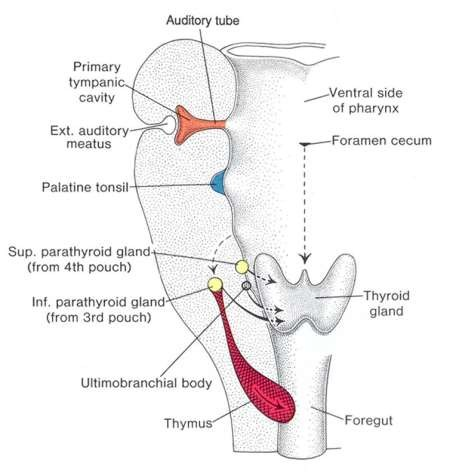 Auditory tube
Primary
tympanic
cavity
Ventral side
of pharynx
Ext. auditory
meatus
Foramen cecum
Palatine tonsil
Sup. parathyroid gland
(from 4th pouch)
Inf. parathyroid gland
(from 3rd pouch)
Thyroid
gland
Ultimobranchial body
Thymus
Foregut